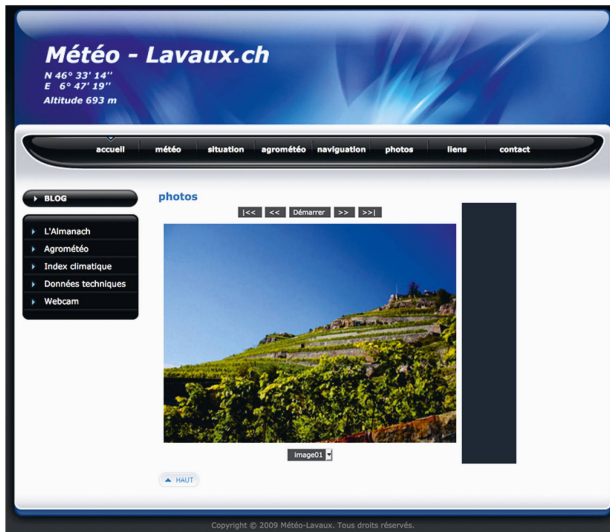 Météo - Lavaux.ch
N 46° 33' 14''
E 6° 47' 19''
Altitude 693 m
accueil météo situation agrométéo naviguation photos liens contact
BLOG
L'Almanach
Agrométéo
Index climatique
Données techniques
Webcam
photos
|<< << Démarrer >> >>|
image01
HAUT
Copyright © 2009 Météo-Lavaux. Tous droits réservés.